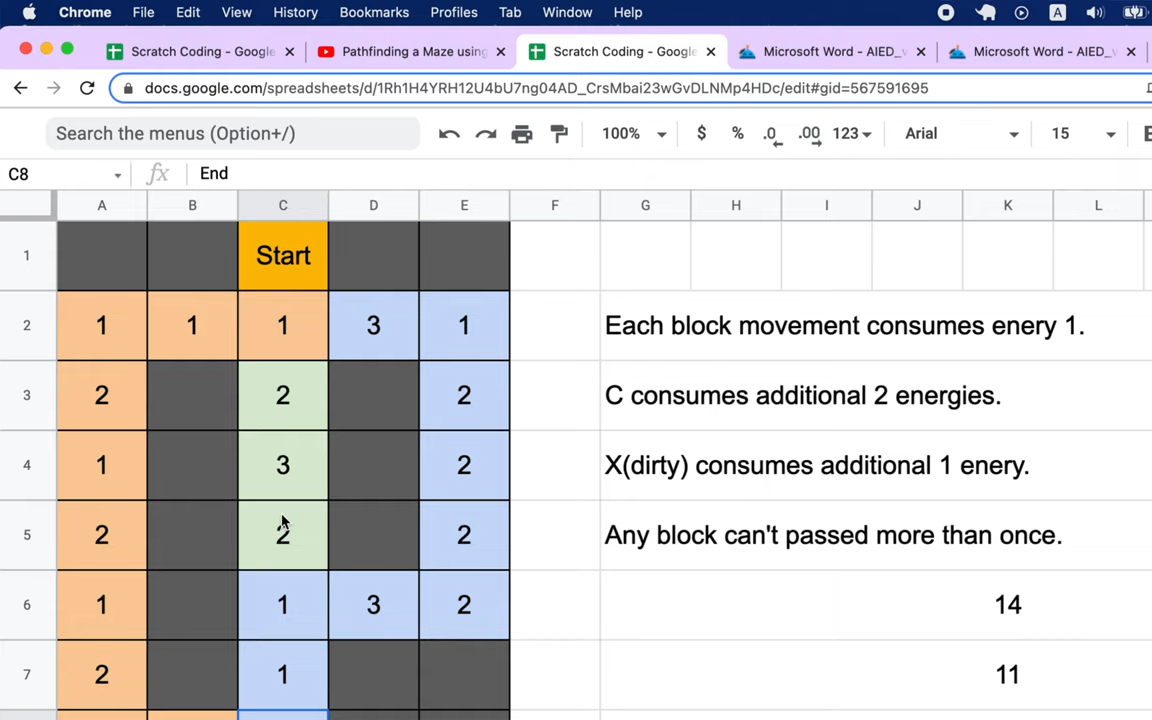 Chrome File Edit View History Bookmarks Profiles Tab Window Help A
Scratch Coding - Google Pathfinding a Maze using Scratch Coding - Google Microsoft Word - AIED_v Microsoft Word - AIED_v
docs.google.com/spreadsheets/d/1Rh1H4YRH12U4bU7ng04AD_CrsMbai23wGvDLNMp4HDc/edit#gid=567591695
Search the menus (Option+/) 100% $ % .0 .00 123 Arial 15 B
C8 fx End
A B C D E F G H I J K L
1 Start
2 1 1 1 3 1 Each block movement consumes enery 1.
3 2 2 2 C consumes additional 2 energies.
4 1 3 2 X(dirty) consumes additional 1 enery.
5 2 2 2 Any block can't passed more than once.
6 1 1 3 2 14
7 2 1 11